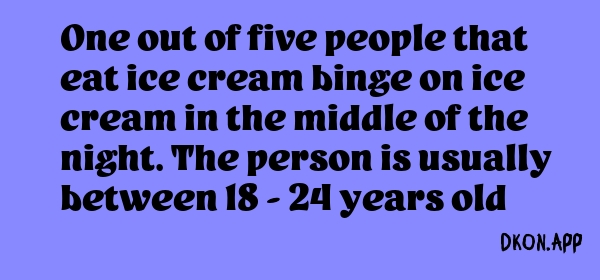 One out of five people that
eat ice cream binge on ice
cream in the middle of the
night. The person is usually
between 18 - 24 years old
DKON.APP